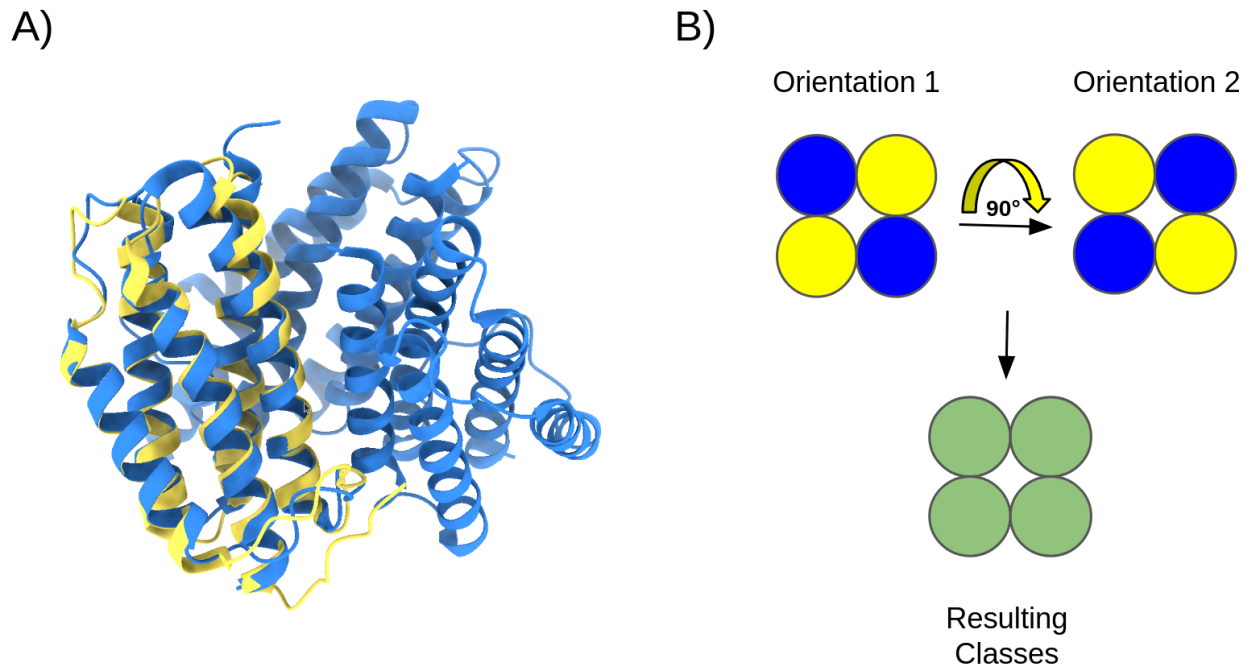 A)
B)
Orientation 1
Orientation 2
90°
Resulting
Classes